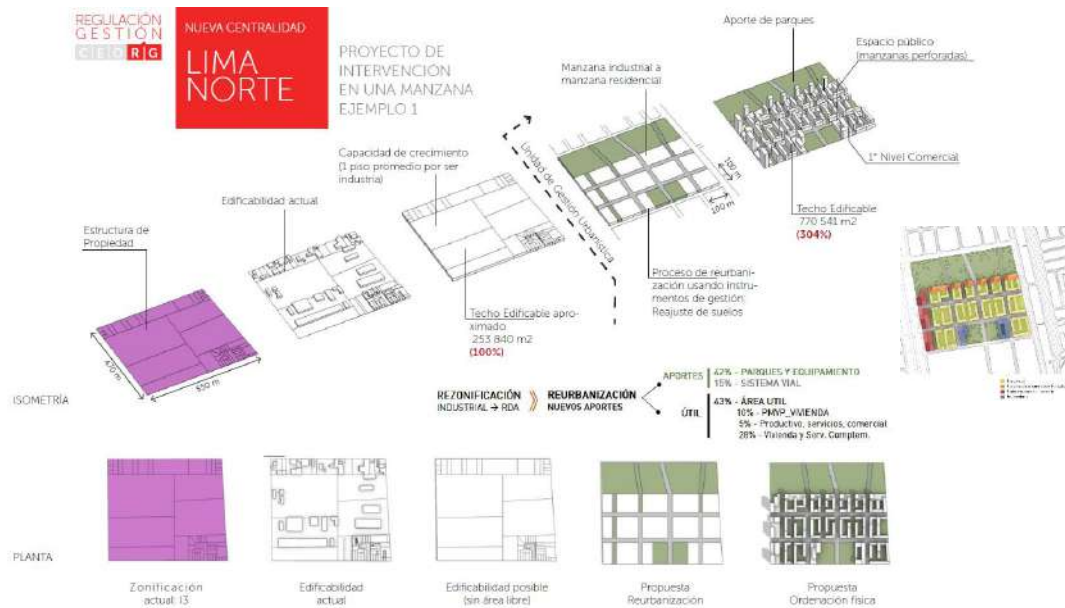 REGULACIÓN
GESTIÓN
CEORG
NUEVA CENTRALIDAD
LIMA
NORTE
PROYECTO DE
INTERVENCIÓN
EN UNA MANZANA
EJEMPLO 1
Aporte de parques
Espacio público
(manzanas perforadas)
Manzana industrial a
manzana residencial
1° Nivel Comercial
100 m
100 m
Techo Edificable
770 541 m2
(304%)
Unidad de Gestión Urbanística
Capacidad de crecimiento
(1 piso promedio por ser
industria)
Edificabilidad actual
Estructura de
Propiedad
Proceso de reurbani-
zación usando instru-
mentos de gestión:
Reajuste de suelos
Techo Edificable apro-
ximado
253 840 m2
(100%)
470 m
550 m
ISOMETRÍA
REZONIFICACIÓN
INDUSTRIAL → RDA
REURBANIZACIÓN
NUEVOS APORTES
APORTES
42% - PARQUES Y EQUIPAMIENTO
15% - SISTEMA VIAL
ÚTIL
43% - ÁREA UTIL
10% - PMVP_VIVIENDA
5% - Productivo, servicios, comercial
28% - Vivienda y Serv. Complem.
PLANTA
Zonificación
actual: I3
Edificabilidad
actual
Edificabilidad posible
(sin área libre)
Propuesta
Reurbanización
Propuesta
Ordenación física